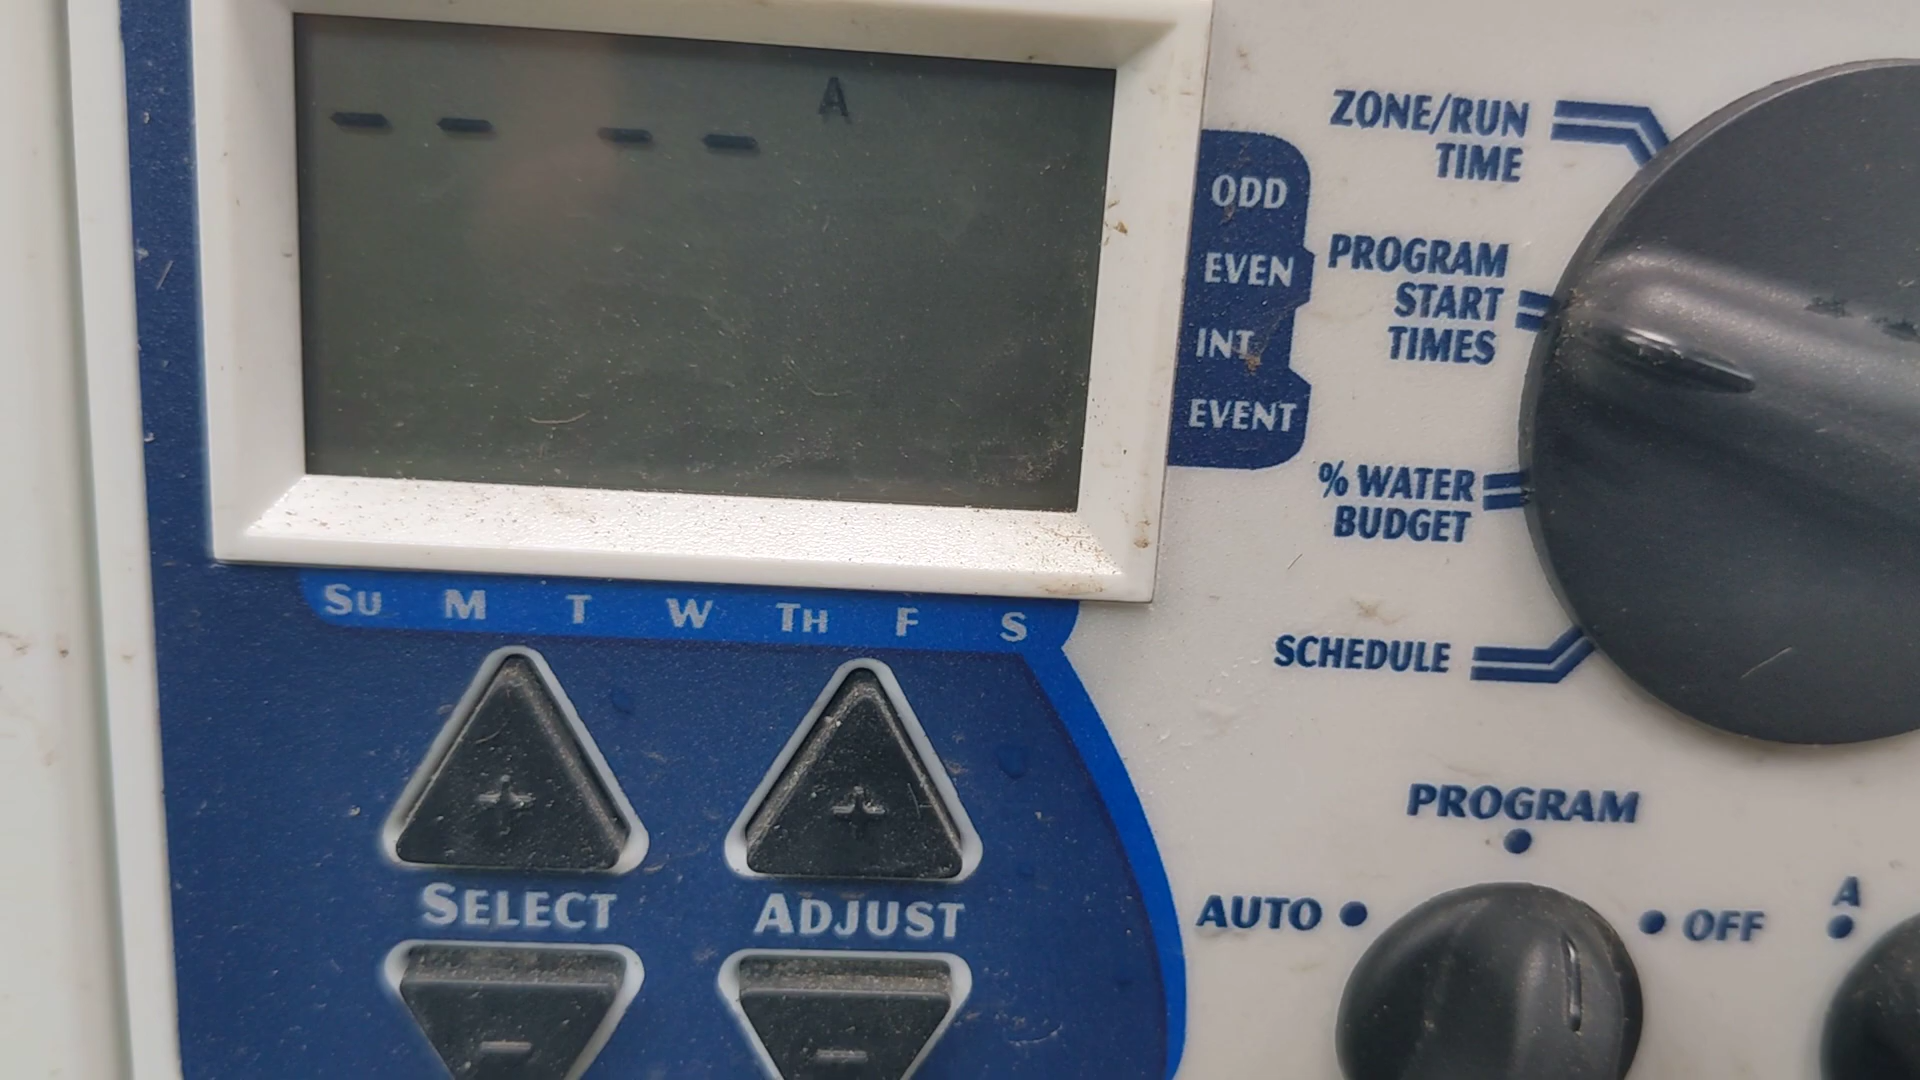 -- -- A
ZONE/RUN
TIME
ODD
EVEN
INT
EVENT
PROGRAM
START
TIMES
% WATER
BUDGET
SCHEDULE
SU M T W TH F S
+ +
SELECT ADJUST
- -
PROGRAM
AUTO OFF
A